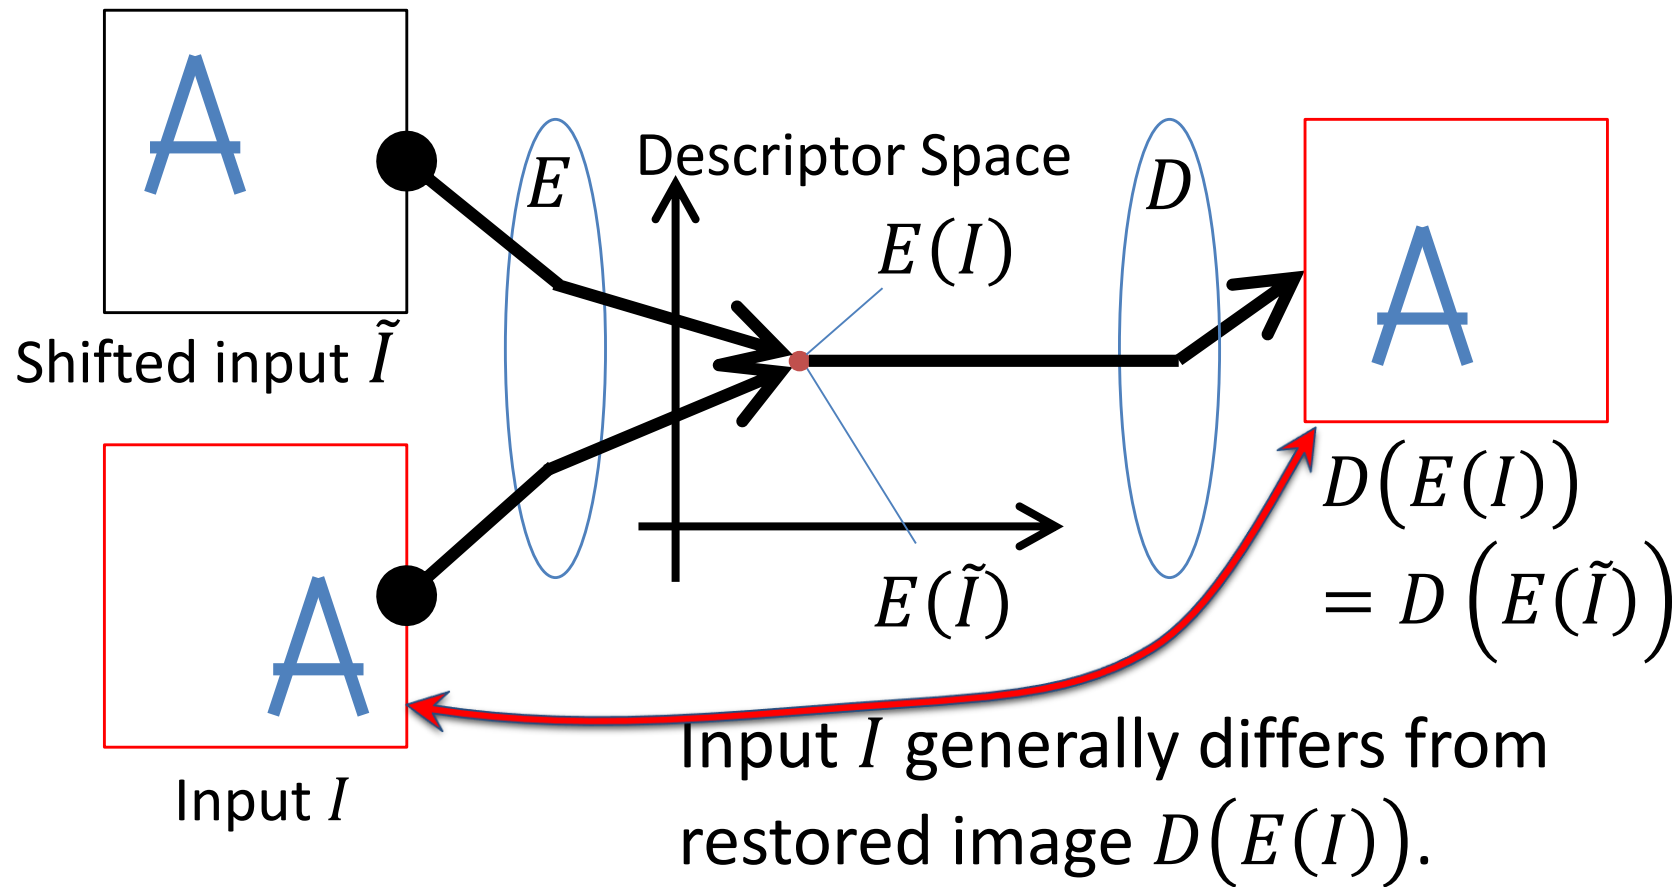 A
Shifted input Ĩ
A
Input I
E
Descriptor Space
E(I)
E(Ĩ)
D
A
D(E(I))
= D(E(Ĩ))
Input I generally differs from
restored image D(E(I)).